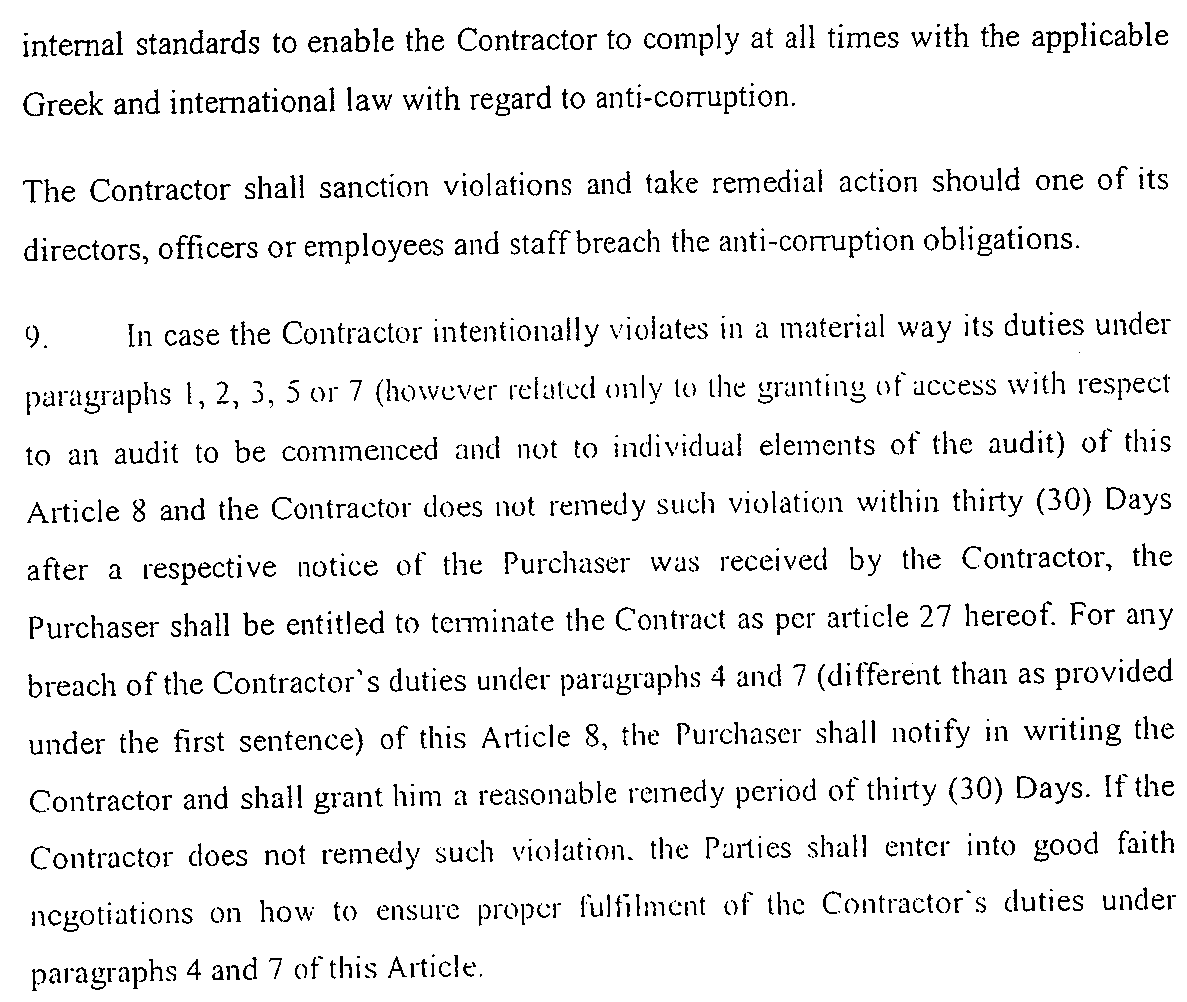 internal standards to enable the Contractor to comply at all times with the applicable
Greek and international law with regard to anti-corruption.
The Contractor shall sanction violations and take remedial action should one of its
directors, officers or employees and staff breach the anti-corruption obligations.
9. In case the Contractor intentionally violates in a material way its duties under
paragraphs 1, 2, 3, 5 or 7 (however related only to the granting of access with respect
to an audit to be commenced and not to individual elements of the audit) of this
Article 8 and the Contractor does not remedy such violation within thirty (30) Days
after a respective notice of the Purchaser was received by the Contractor, the
Purchaser shall be entitled to terminate the Contract as per article 27 hereof. For any
breach of the Contractor's duties under paragraphs 4 and 7 (different than as provided
under the first sentence) of this Article 8, the Purchaser shall notify in writing the
Contractor and shall grant him a reasonable remedy period of thirty (30) Days. If the
Contractor does not remedy such violation, the Parties shall enter into good faith
negotiations on how to ensure proper fulfilment of the Contractor's duties under
paragraphs 4 and 7 of this Article.